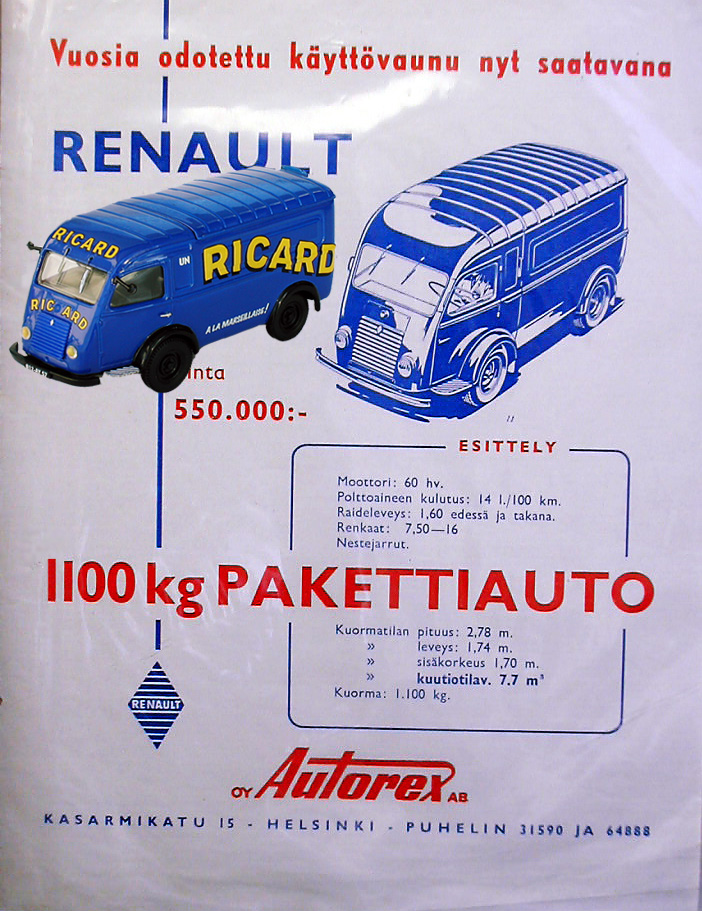 Vuosia odotettu käyttövaunu nyt saatavana
RENAULT
RICARD
UN RICARD
RICARD
A LA MARSEILLAISE!
550.000:-
ESITTELY
Moottori: 60 hv.
Polttoaineen kulutus: 14 l./100 km.
Raideleveys: 1,60 edessä ja takana.
Renkaat: 7,50—16
Nestejarrut.
1100 kg PAKETTIAUTO
Kuormatilan pituus: 2,78 m.
» leveys: 1,74 m.
» sisäkorkeus 1,70 m.
» kuutiotilav. 7.7 m³
Kuorma: 1.100 kg.
RENAULT
OY Autorex AB
KASARMIKATU 15 - HELSINKI - PUHELIN 31590 JA 64888